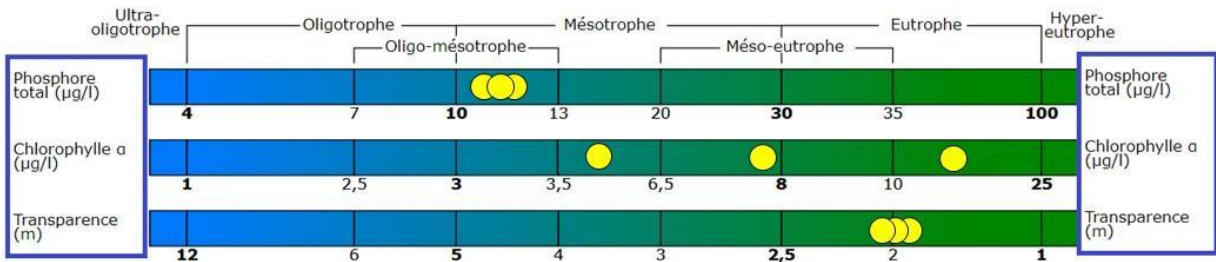 Ultra-
oligotrophe
Oligotrophe
Mésotrophe
Eutrophe
Hyper-
eutrophe
Oligo-mésotrophe
Méso-eutrophe
Phosphore
total (µg/l)
Phosphore
total (µg/l)
4 7 10 13 20 30 35 100
Chlorophylle α
(µg/l)
Chlorophylle α
(µg/l)
1 2,5 3 3,5 6,5 8 10 25
Transparence
(m)
Transparence
(m)
12 6 5 4 3 2,5 2 1